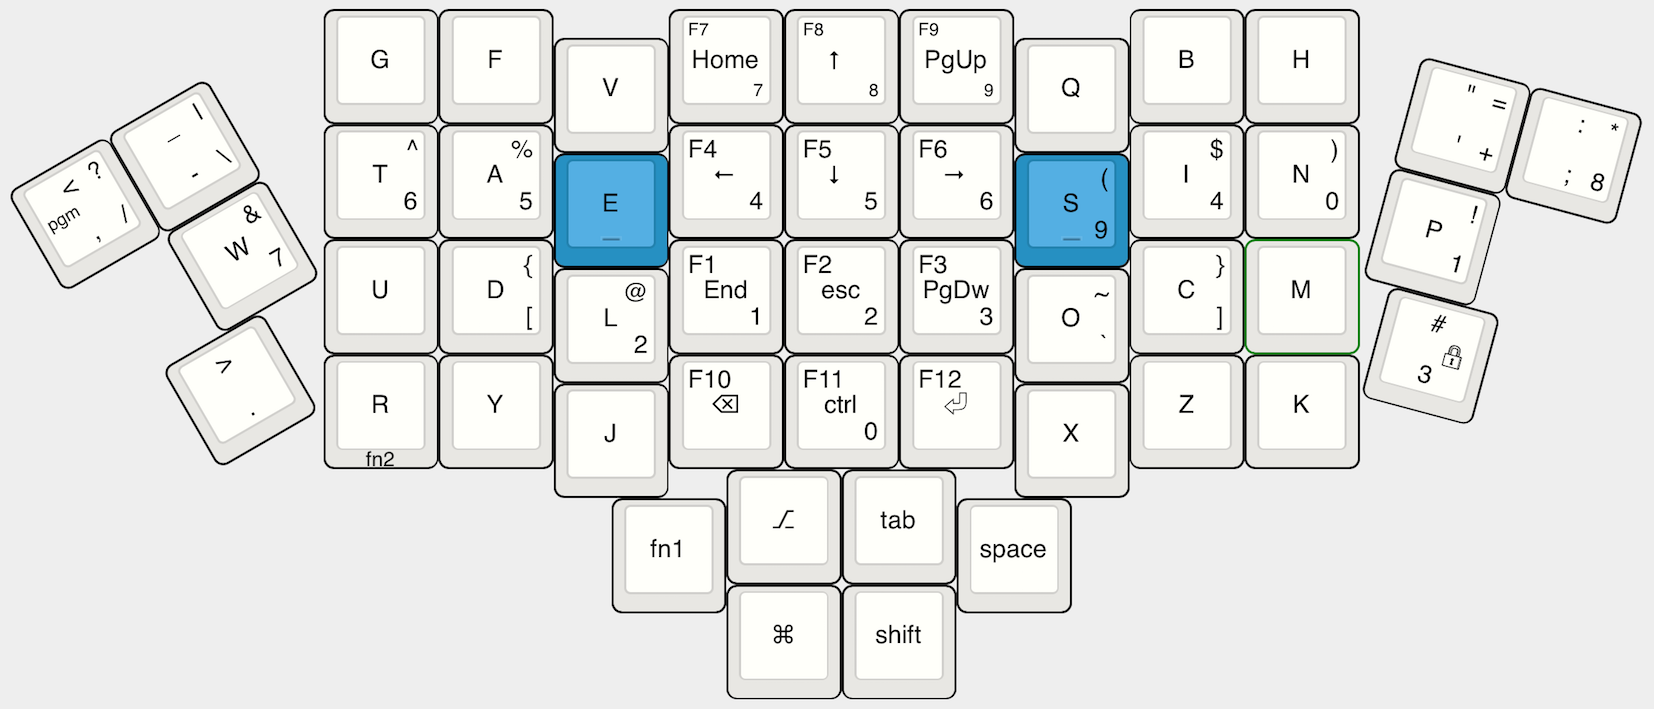 < ?
pgm /
,
_ |
- \
W &
7
>
.
G
F
V
F7
Home
7
F8
↑
8
F9
PgUp
9
Q
B
H
^
T
6
%
A
5
E
_
F4
←
4
F5
↓
5
F6
→
6
(
S
_ 9
$
I
4
)
N
0
U
{
D
[
@
L
2
F1
End
1
F2
esc
2
F3
PgDw
3
~
O
`
}
C
]
M
R
fn2
Y
J
F10
⌫
F11
ctrl
0
F12
⏎
X
Z
K
" =
' +
: *
; 8
!
P
1
#
3 🔒
fn1
⌥
tab
space
⌘
shift